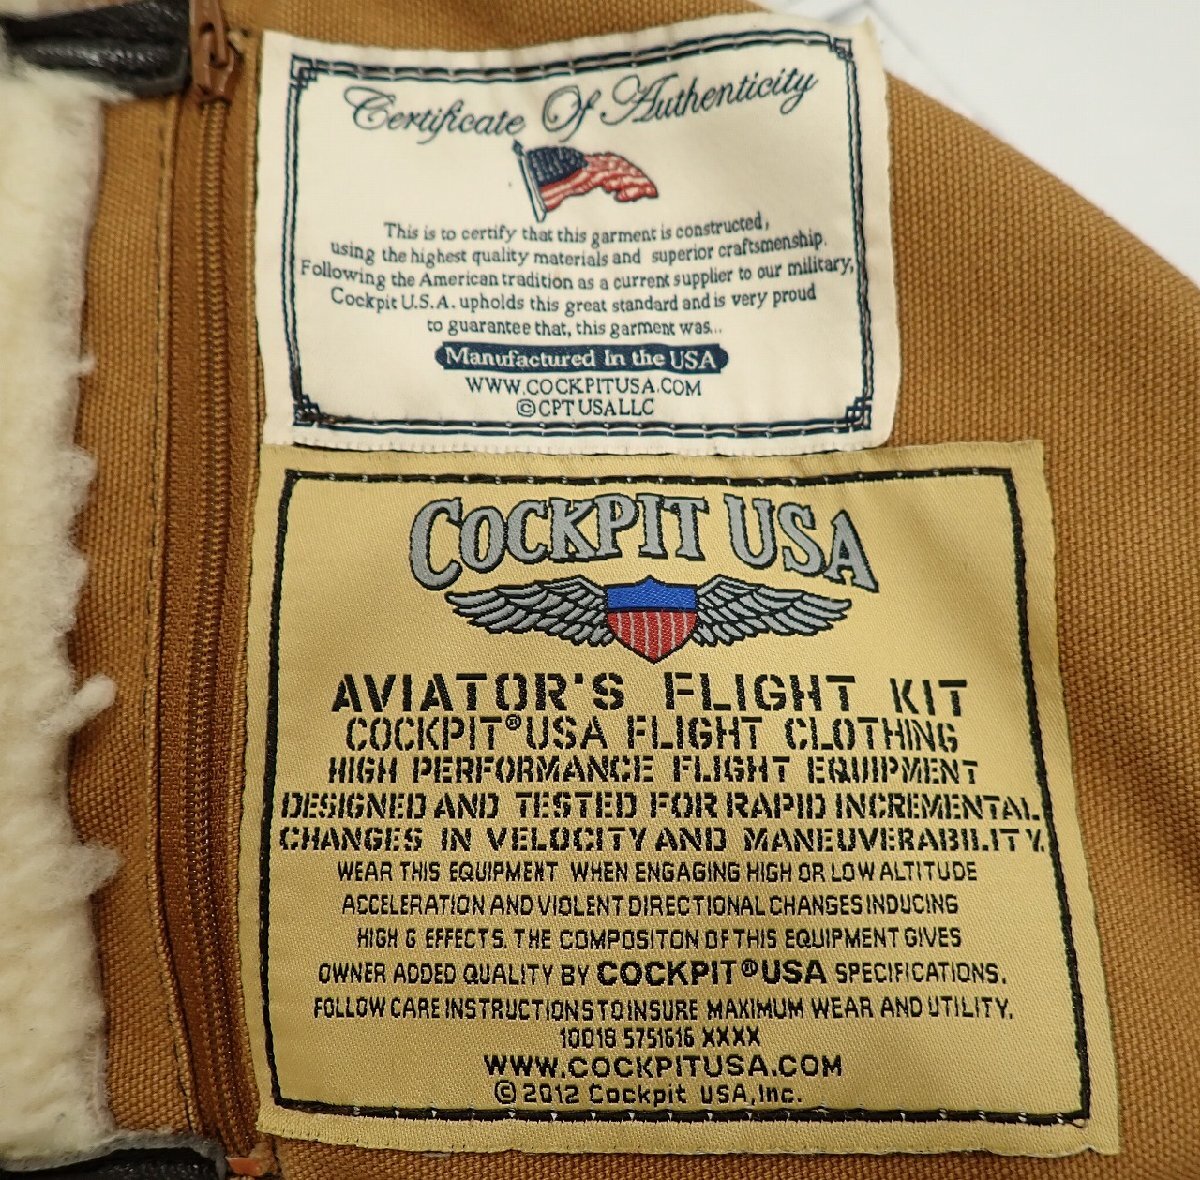 Certificate Of Authenticity
This is to certify that this garment is constructed,
using the highest quality materials and superior craftsmenship.
Following the American tradition as a current supplier to our military,
Cockpit U.S.A. upholds this great standard and is very proud
to guarantee that, this garment was...
Manufactured In the USA
WWW.COCKPITUSA.COM
©CPT USA LLC
COCKPIT USA
AVIATOR'S FLIGHT KIT
COCKPIT® USA FLIGHT CLOTHING
HIGH PERFORMANCE FLIGHT EQUIPMENT
DESIGNED AND TESTED FOR RAPID INCREMENTAL
CHANGES IN VELOCITY AND MANEUVERABILITY.
WEAR THIS EQUIPMENT WHEN ENGAGING HIGH OR LOW ALTITUDE
ACCELERATION AND VIOLENT DIRECTIONAL CHANGES INDUCING
HIGH G EFFECTS. THE COMPOSITON OF THIS EQUIPMENT GIVES
OWNER ADDED QUALITY BY COCKPIT® USA SPECIFICATIONS.
FOLLOW CARE INSTRUCTIONS TO INSURE MAXIMUM WEAR AND UTILITY.
10018 5751616 XXXX
WWW.COCKPITUSA.COM
© 2012 Cockpit USA, Inc.